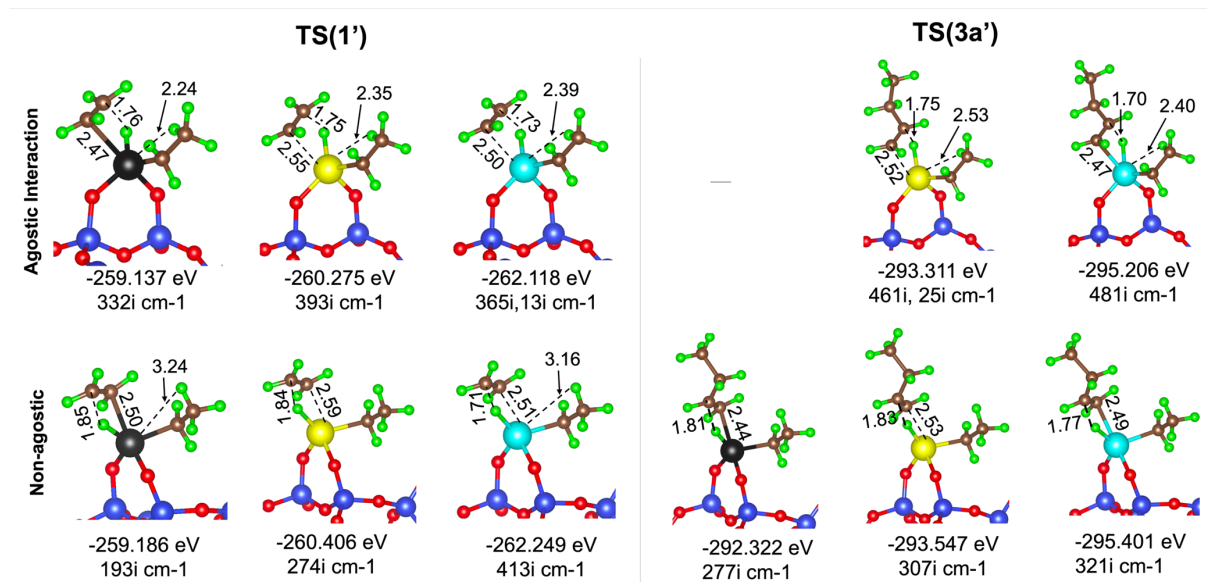 TS(1')
TS(3a')
Agostic Interaction
1.76
2.24
2.47
1.75
2.35
2.55
1.73
2.39
2.50
—
1.75
2.53
2.52
1.70
2.40
2.47
-259.137 eV
332i cm-1
-260.275 eV
393i cm-1
-262.118 eV
365i,13i cm-1
-293.311 eV
461i, 25i cm-1
-295.206 eV
481i cm-1
Non-agostic
1.85
2.50
3.24
1.84
2.59
1.71
2.51
3.16
1.81
2.44
1.83
2.53
1.77
2.49
-259.186 eV
193i cm-1
-260.406 eV
274i cm-1
-262.249 eV
413i cm-1
-292.322 eV
277i cm-1
-293.547 eV
307i cm-1
-295.401 eV
321i cm-1